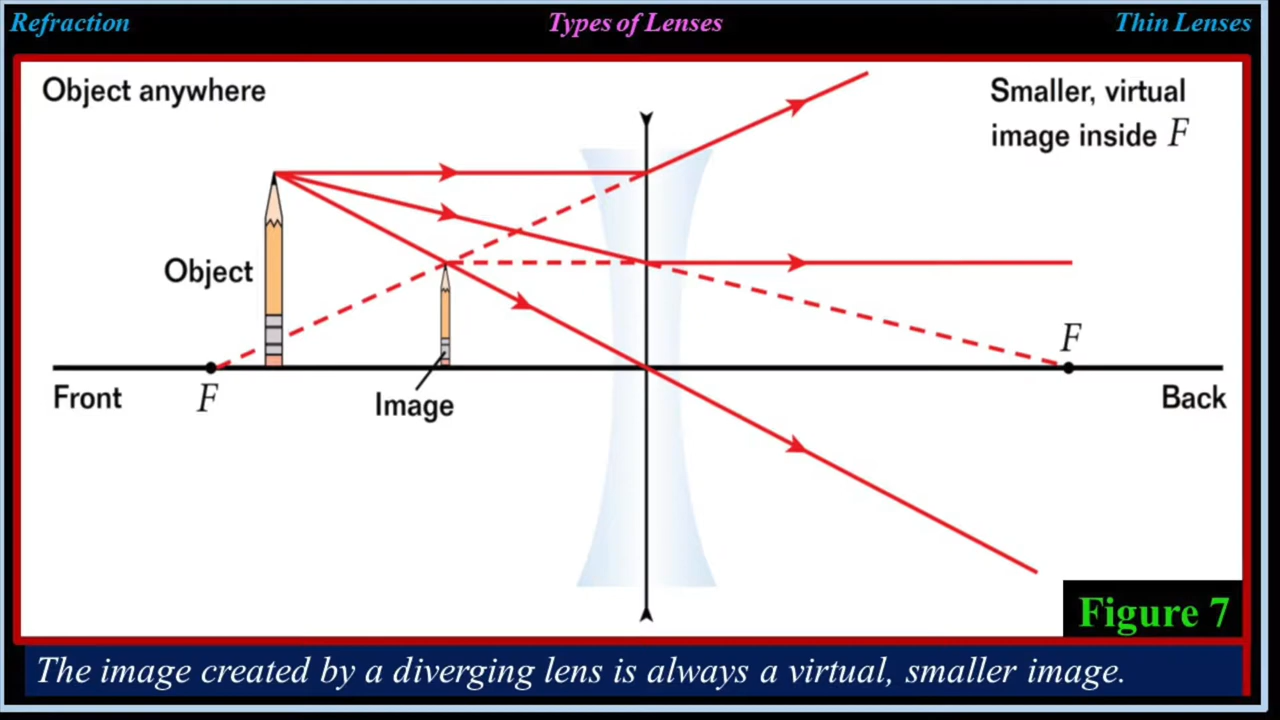 Refraction
Types of Lenses
Thin Lenses
Object anywhere
Smaller, virtual
image inside F
Object
F
Front
F
Image
Back
Figure 7
The image created by a diverging lens is always a virtual, smaller image.